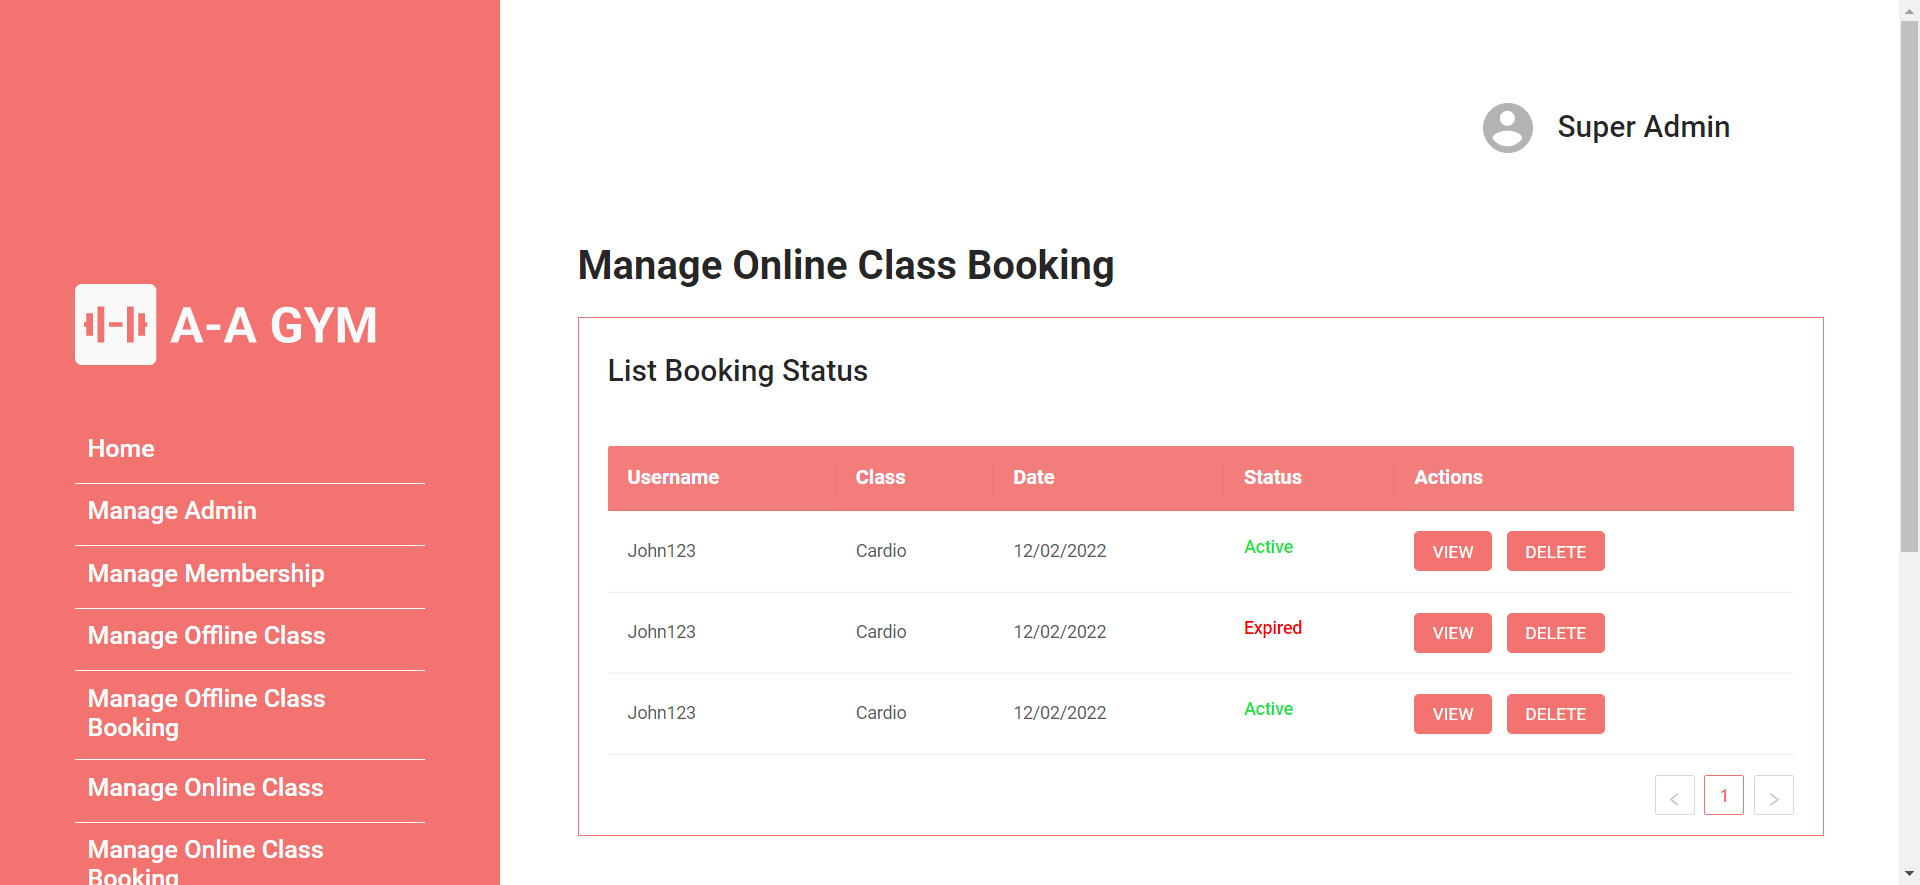 A-A GYM
Home
Manage Admin
Manage Membership
Manage Offline Class
Manage Offline Class
Booking
Manage Online Class
Manage Online Class
Booking
Super Admin
Manage Online Class Booking
List Booking Status
Username Class Date Status Actions
John123 Cardio 12/02/2022 Active VIEW DELETE
John123 Cardio 12/02/2022 Expired VIEW DELETE
John123 Cardio 12/02/2022 Active VIEW DELETE
< 1 >